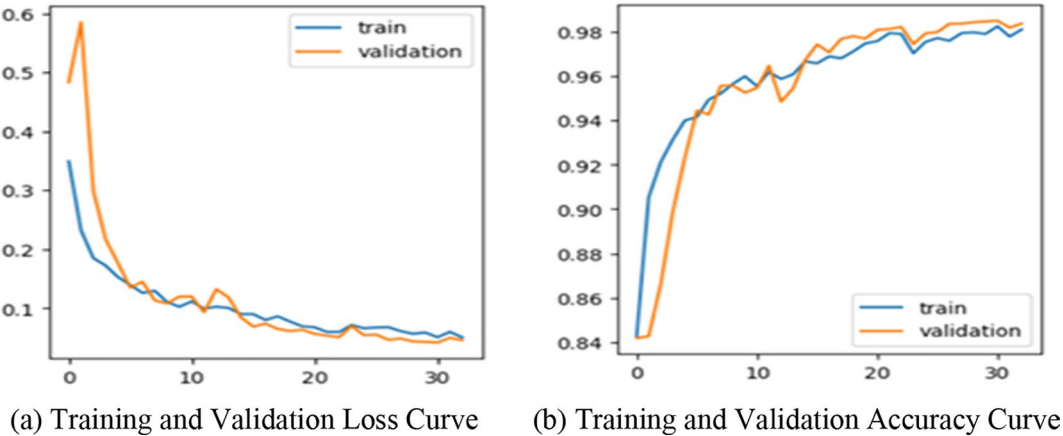 0.6
0.5
0.4
0.3
0.2
0.1
0 10 20 30
train
validation
(a) Training and Validation Loss Curve
0.98
0.96
0.94
0.92
0.90
0.88
0.86
0.84
0 10 20 30
train
validation
(b) Training and Validation Accuracy Curve